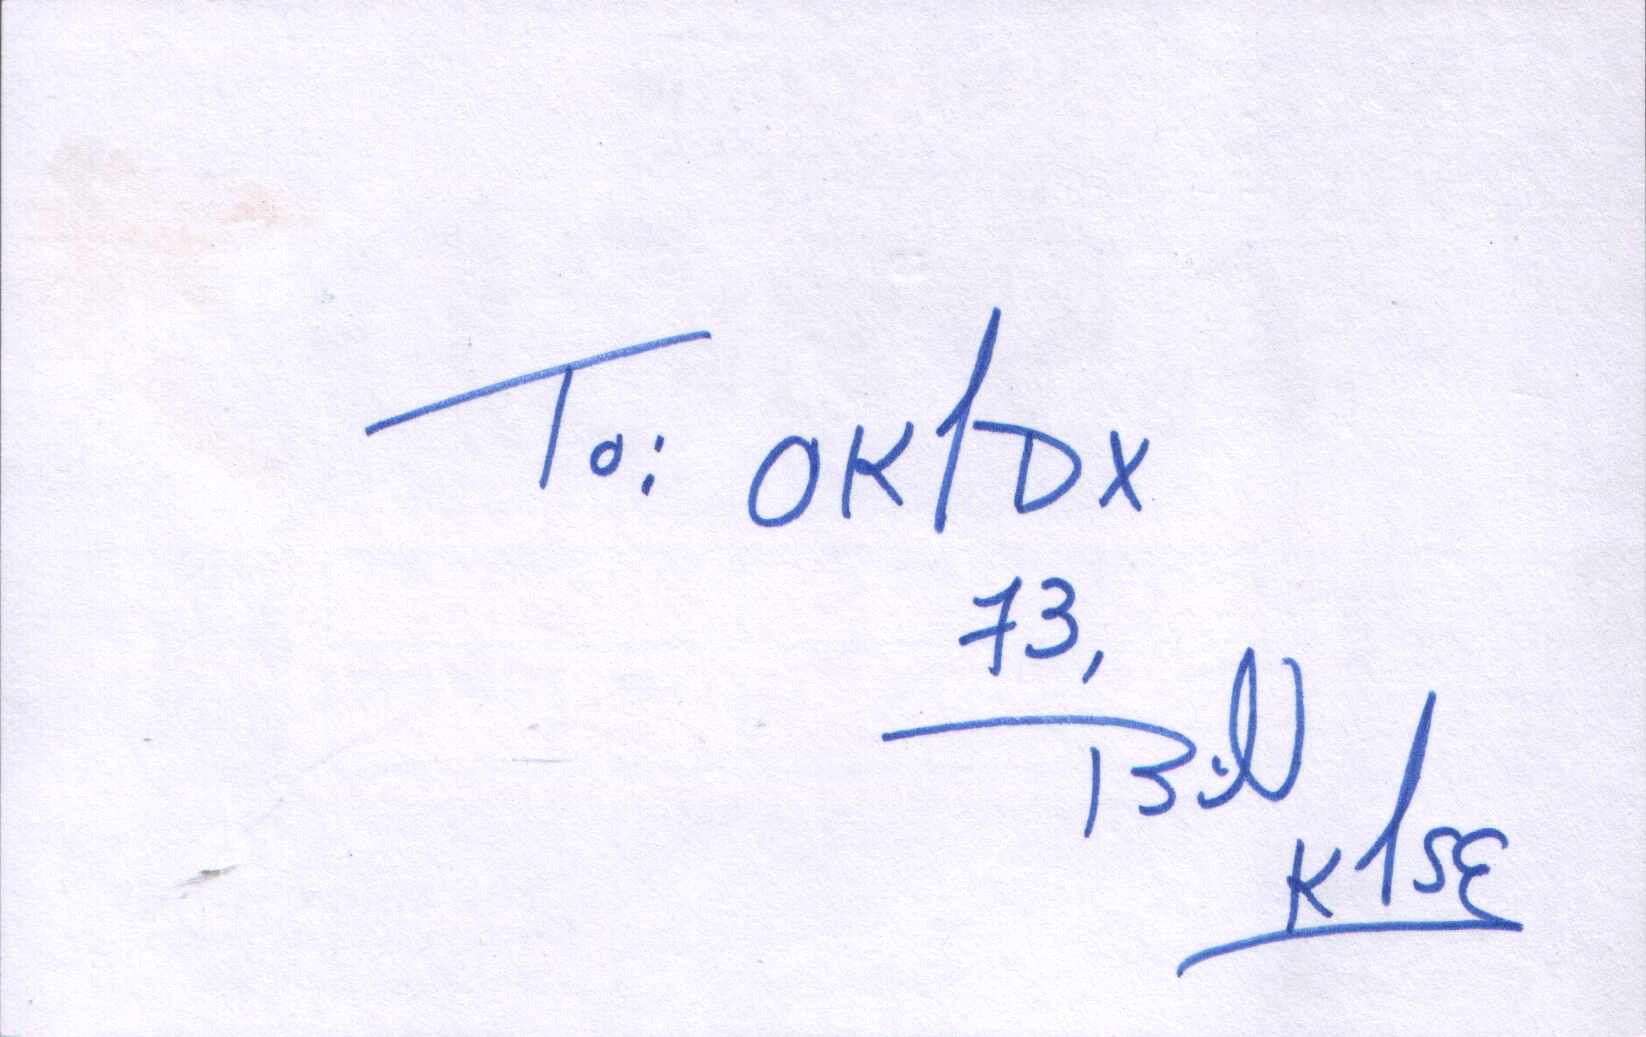 To: OK1DX
73,
Bill
K1SE